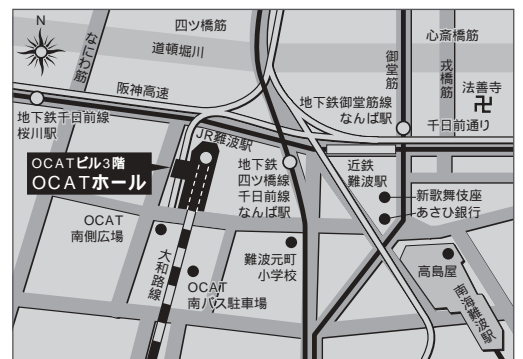 N
なにわ筋
四ツ橋筋
道頓堀川
阪神高速
御堂筋
心斎橋筋
戎橋筋
法善寺
卍
地下鉄千日前線
桜川駅
地下鉄御堂筋線
なんば駅
千日前通り
JR難波駅
OCATビル3階
OCATホール
地下鉄
四ツ橋線
千日前線
なんば駅
近鉄
難波駅
新歌舞伎座
あさひ銀行
OCAT
南側広場
大和路線
難波元町
小学校
高島屋
OCAT
南バス駐車場
南海難波駅